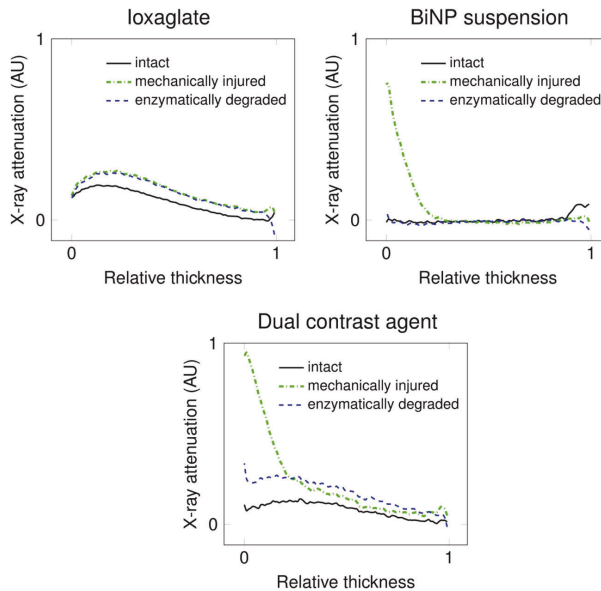 Ioxaglate
1
intact
mechanically injured
enzymatically degraded
X-ray attenuation (AU)
0
0
1
Relative thickness
BiNP suspension
1
intact
mechanically injured
enzymatically degraded
X-ray attenuation (AU)
0
0
1
Relative thickness
Dual contrast agent
1
intact
mechanically injured
enzymatically degraded
X-ray attenuation (AU)
0
0
1
Relative thickness